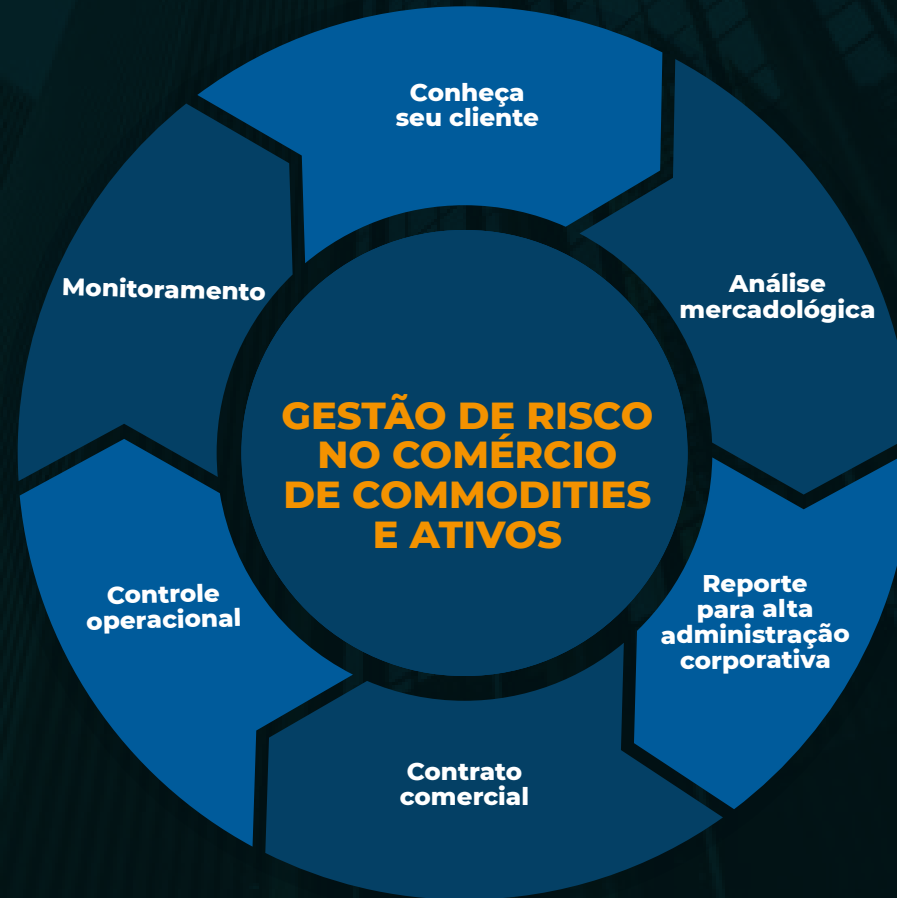 Conheça
seu cliente
Análise
mercadológica
Reporte
para alta
administração
corporativa
Contrato
comercial
Controle
operacional
Monitoramento
GESTÃO DE RISCO
NO COMÉRCIO
DE COMMODITIES
E ATIVOS